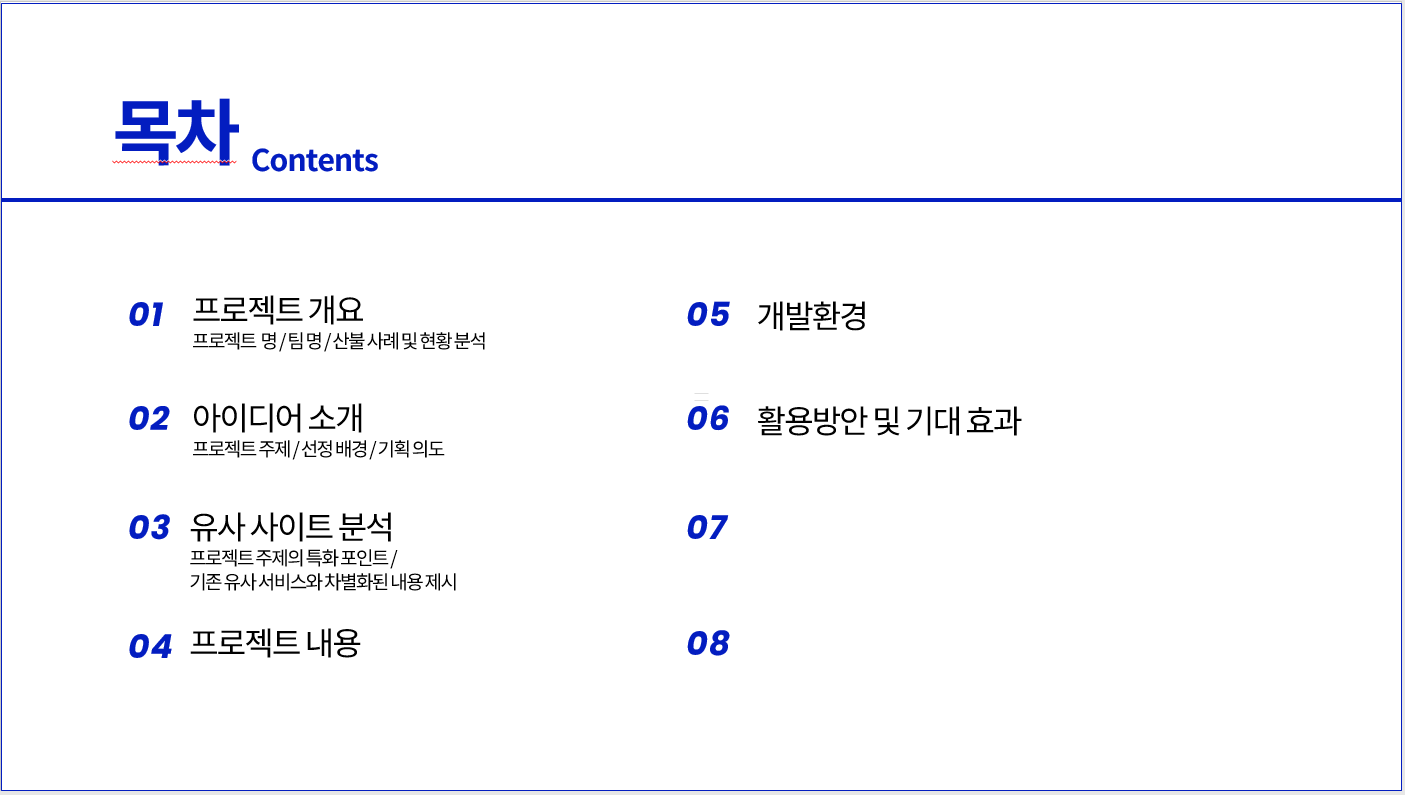 목차 Contents
01 프로젝트 개요
프로젝트 명 / 팀 명 / 산불 사례 및 현황 분석
02 아이디어 소개
프로젝트 주제 / 선정 배경 / 기획 의도
03 유사 사이트 분석
프로젝트 주제의 특화 포인트 /
기존 유사 서비스와 차별화된 내용 제시
04 프로젝트 내용
05 개발환경
06 활용방안 및 기대 효과
07
08